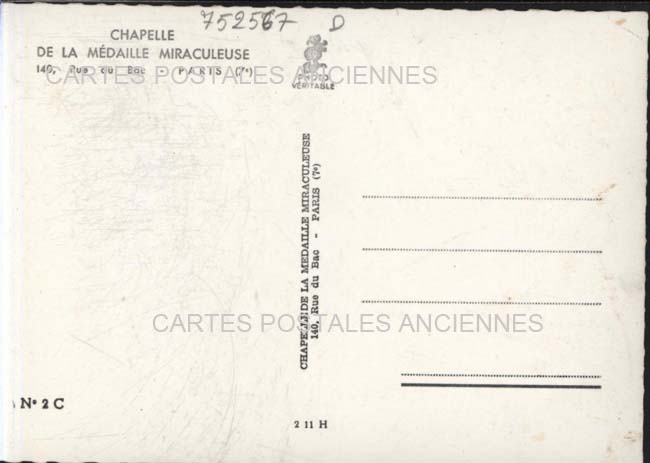 752567 D
CHAPELLE
DE LA MÉDAILLE MIRACULEUSE
140, Rue du Bac - PARIS (7e)
PHOTO
VÉRITABLE
CARTES POSTALES ANCIENNES
CHAPELLE DE LA MEDAILLE MIRACULEUSE
140, Rue du Bac - PARIS (7e)
CARTES POSTALES ANCIENNES
N° 2 C
2 11 H